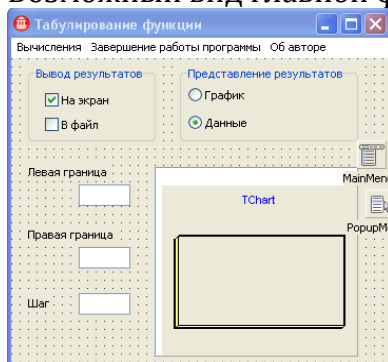 Возможный вид главной ф
Табулирование функции
Вычисления Завершение работы программы Об авторе
Вывод результатов
На экран
В файл
Представление результатов
График
Данные
MainMen
PopupM
Левая граница
Правая граница
Шаг
TChart